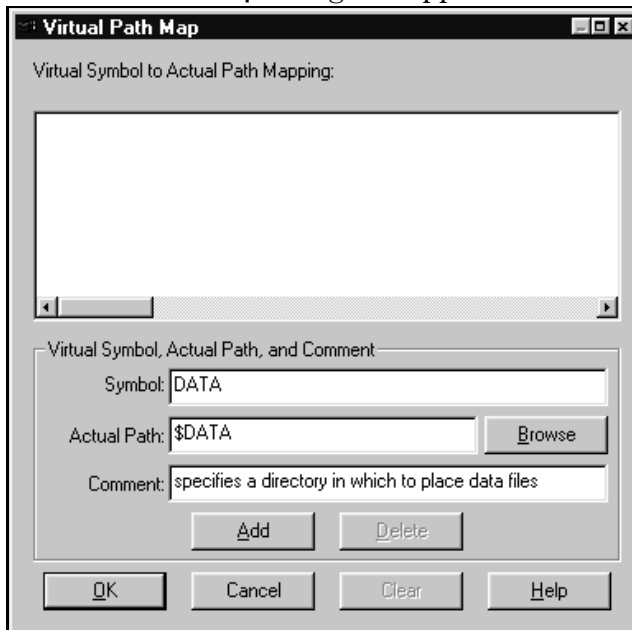 Virtual Path Map
Virtual Symbol to Actual Path Mapping:
Virtual Symbol, Actual Path, and Comment
Symbol: DATA
Actual Path: $DATA Browse
Comment: specifies a directory in which to place data files
Add Delete
OK Cancel Clear Help